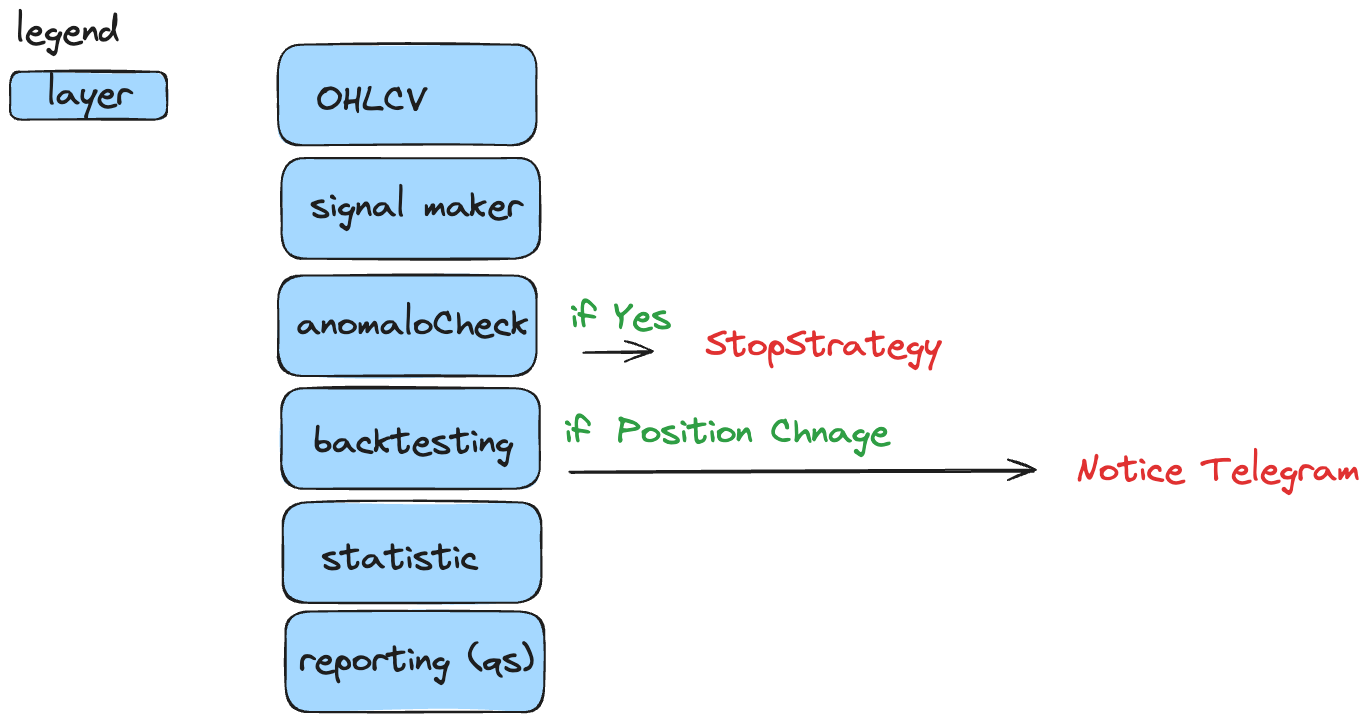 legend
layer
OHLCV
signal maker
anomaloCheck
if Yes
StopStrategy
backtesting
if Position Chnage
Notice Telegram
statistic
reporting (qs)